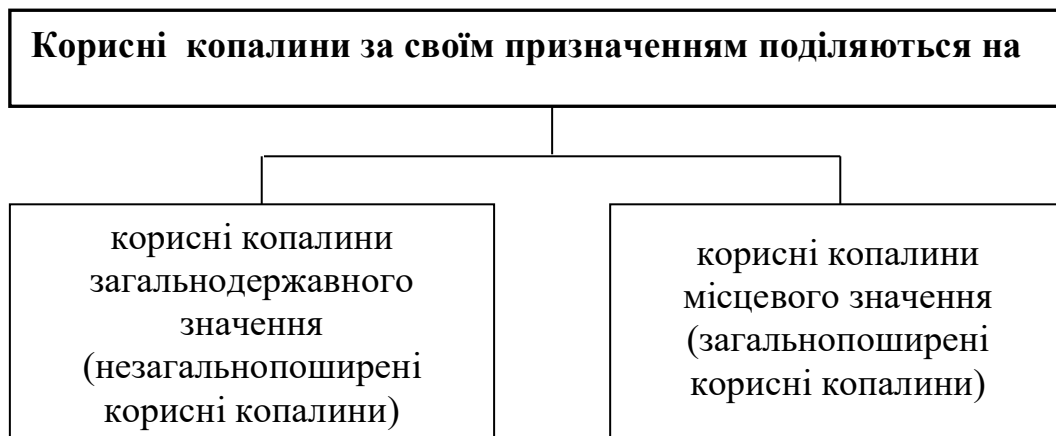 Корисні копалини за своїм призначенням поділяються на
корисні копалини
загальнодержавного
значення
(незагальнопоширені
корисні копалини)
корисні копалини
місцевого значення
(загальнопоширені
корисні копалини)